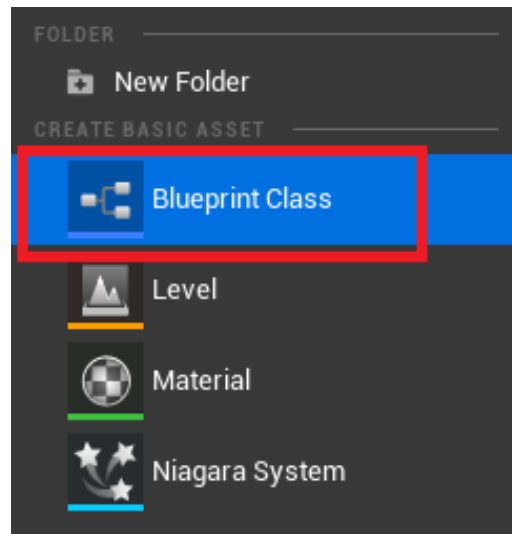 FOLDER
New Folder
CREATE BASIC ASSET
Blueprint Class
Level
Material
Niagara System